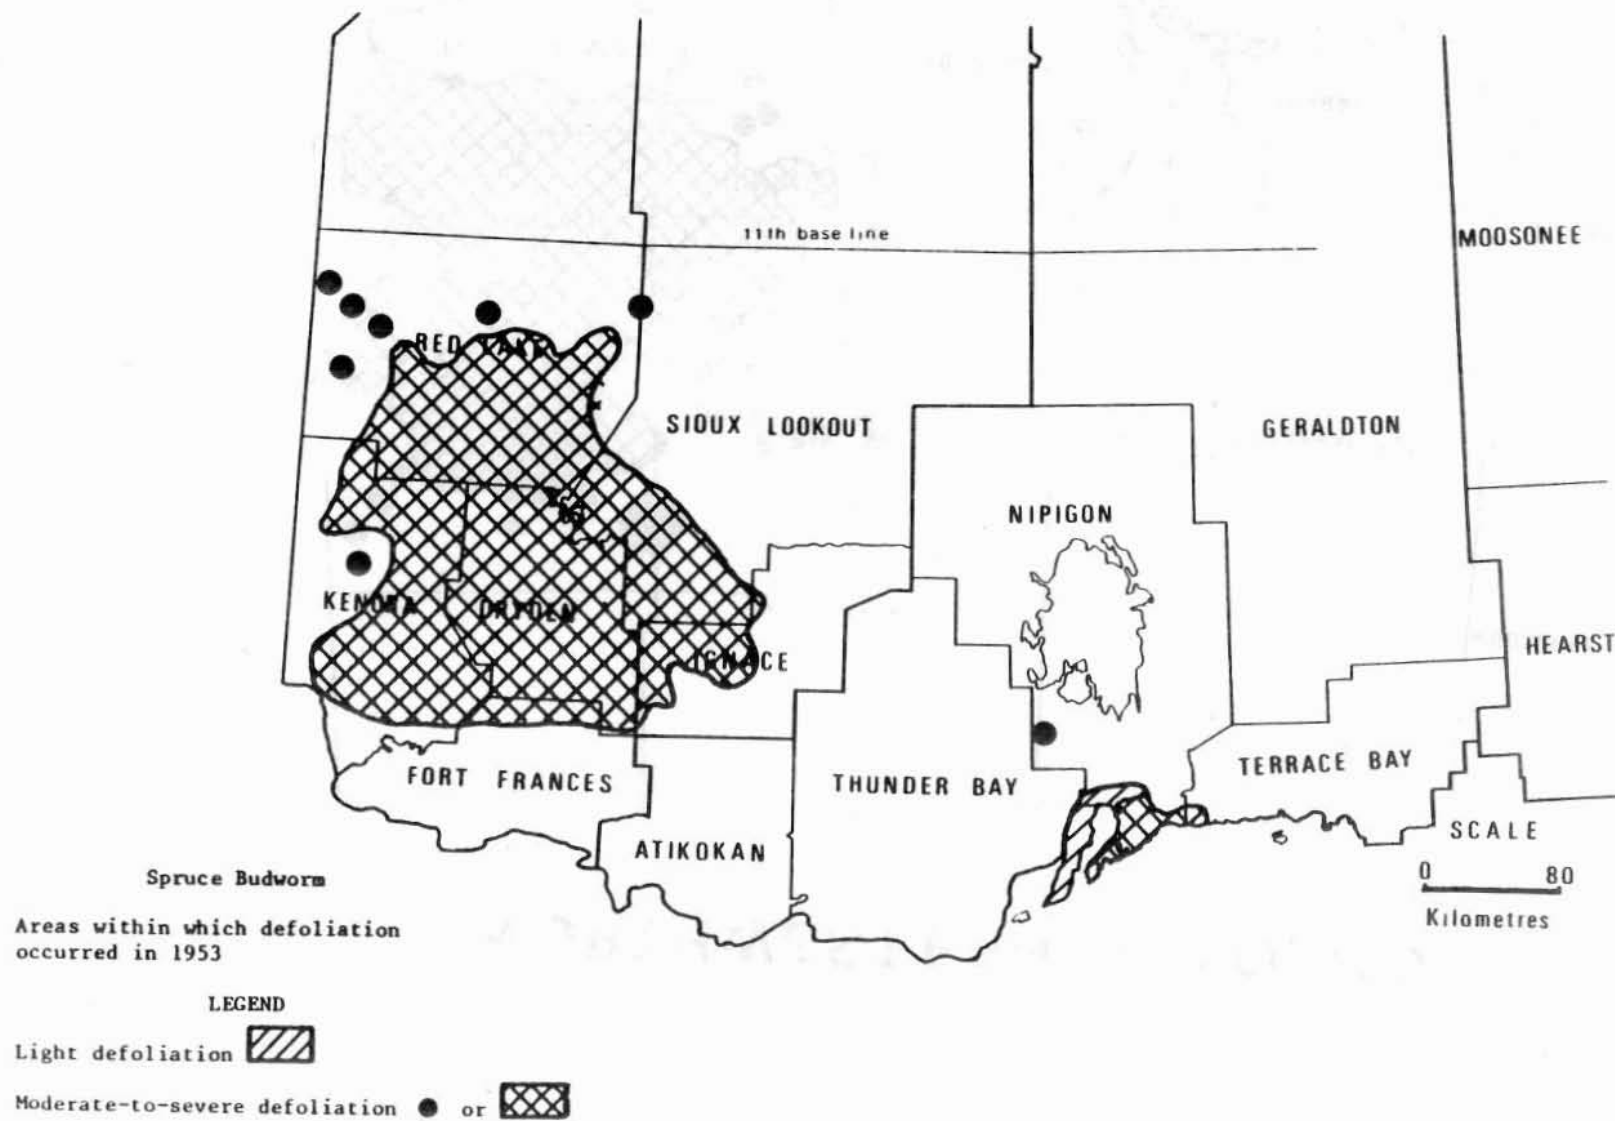 11th base line
MOOSONEE
RED LAKE
SIOUX LOOKOUT
GERALDTON
NIPIGON
KENORA
DRYDEN
IGNACE
HEARST
FORT FRANCES
THUNDER BAY
TERRACE BAY
ATIKOKAN
SCALE
0 80
Kilometres
Spruce Budworm
Areas within which defoliation
occurred in 1953
LEGEND
Light defoliation
Moderate-to-severe defoliation or